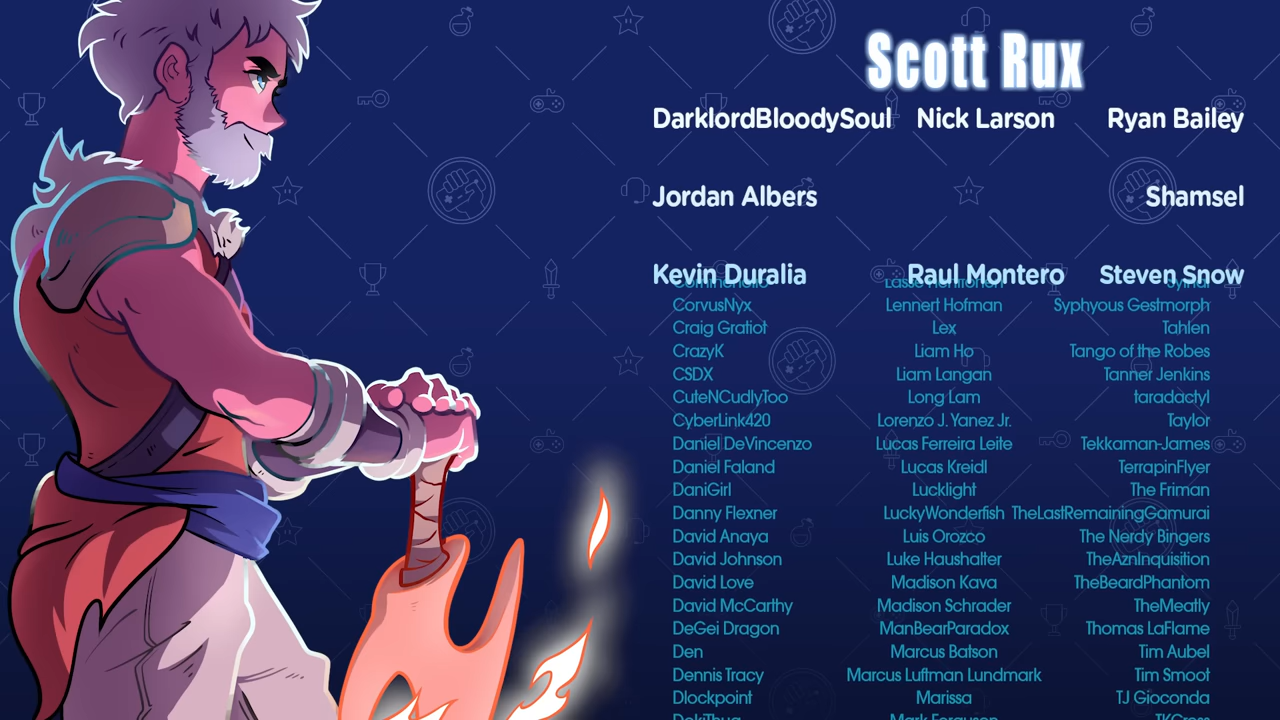 Scott Rux
DarklordBloodySoul Nick Larson Ryan Bailey
Jordan Albers Shamsel
Kevin Duralia Raul Montero Steven Snow
CorvusNyx Lennert Hofman Syphyous Gestmorph
Craig Gratiot Lex Tahlen
CrazyK Liam Ho Tango of the Robes
CSDX Liam Langan Tanner Jenkins
CuteNCudlyToo Long Lam taradactyl
CyberLink420 Lorenzo J. Yanez Jr. Taylor
Daniel DeVincenzo Lucas Ferreira Leite Tekkaman-James
Daniel Faland Lucas Kreidl TerrapinFlyer
DaniGirl Lucklight The Friman
Danny Flexner LuckyWonderfish TheLastRemainingGamurai
David Anaya Luis Orozco The Nerdy Bingers
David Johnson Luke Haushalter TheAznInquisition
David Love Madison Kava TheBeardPhantom
David McCarthy Madison Schrader TheMeatly
DeGei Dragon ManBearParadox Thomas LaFlame
Den Marcus Batson Tim Aubel
Dennis Tracy Marcus Luftman Lundmark Tim Smoot
Dlockpoint Marissa TJ Gioconda